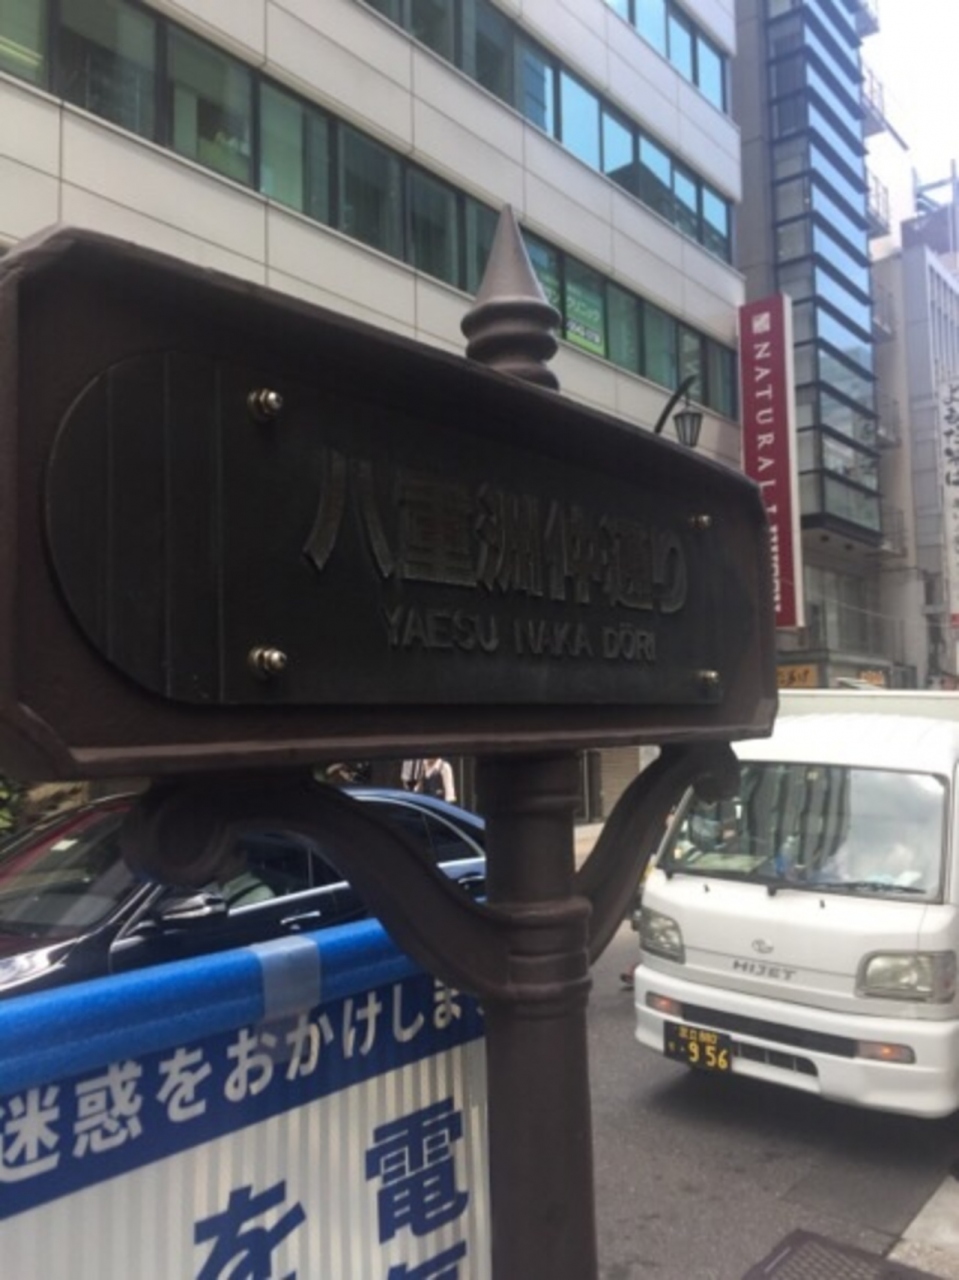 八重洲仲通り
YAESU NAKA DŌRI
NATURAL
HIJET
・956
迷惑をおかけしま
電
を